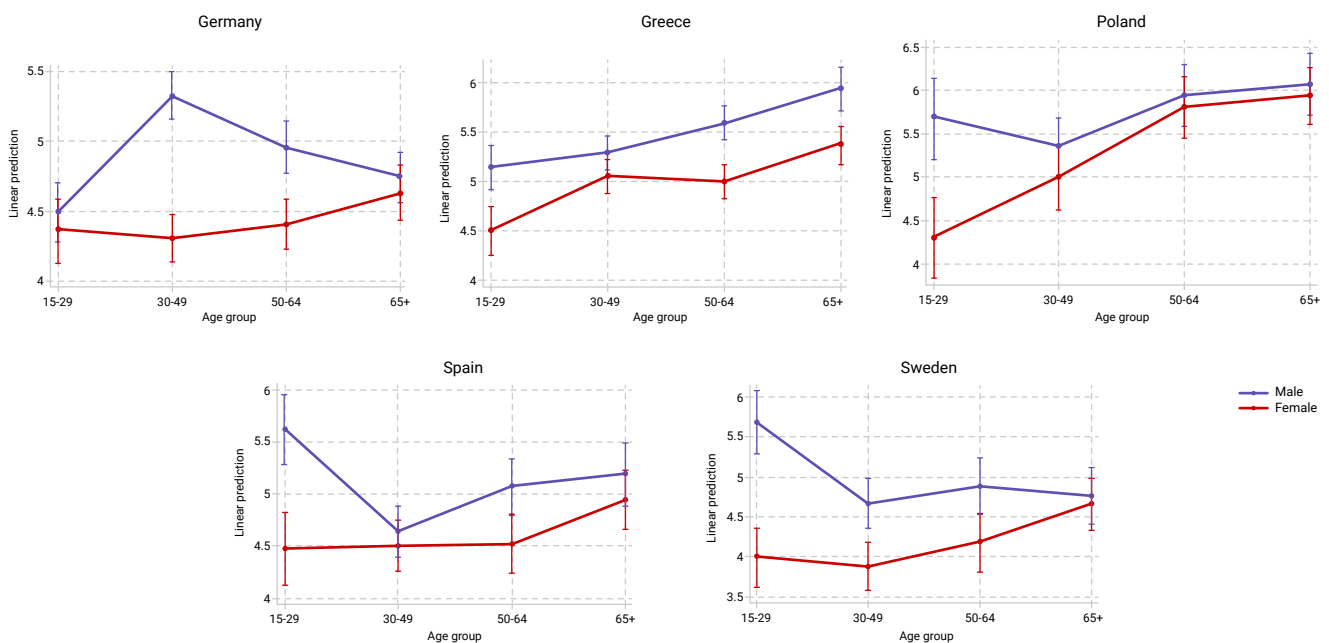 Germany
5.5
5
4.5
4
Linear prediction
15-29
30-49
50-64
65+
Age group
Greece
6
5.5
5
4.5
4
Linear prediction
15-29
30-49
50-64
65+
Age group
Poland
6.5
6
5.5
5
4.5
4
Linear prediction
15-29
30-49
50-64
65+
Age group
Spain
6
5.5
5
4.5
4
Linear prediction
15-29
30-49
50-64
65+
Age group
Sweden
6
5.5
5
4.5
4
3.5
Linear prediction
15-29
30-49
50-64
65+
Age group
Male
Female